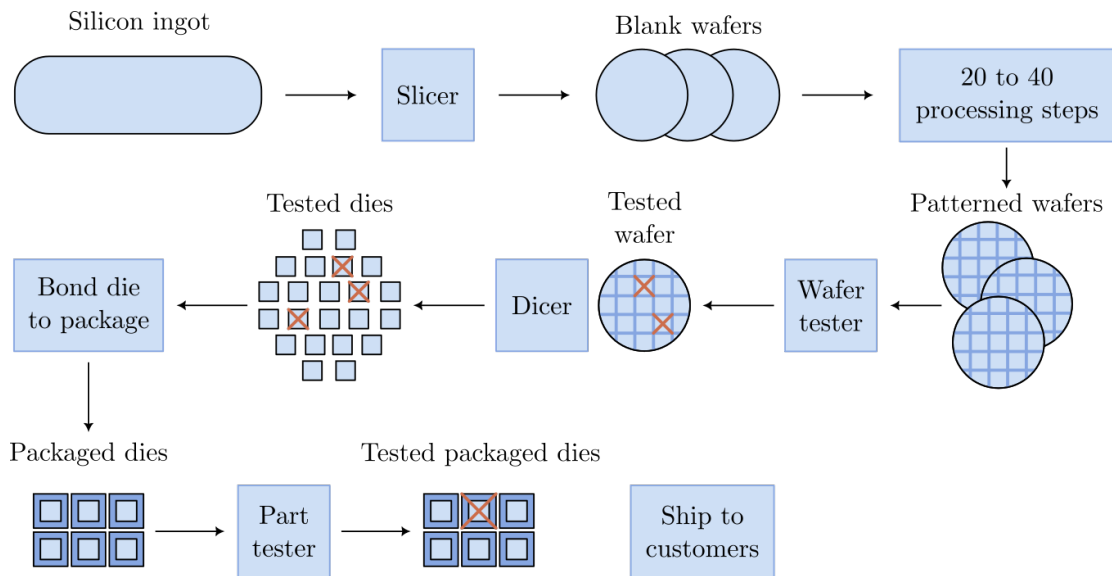 Silicon ingot
Slicer
Blank wafers
20 to 40
processing steps
Patterned wafers
Wafer
tester
Tested
wafer
Dicer
Tested dies
Bond die
to package
Packaged dies
Part
tester
Tested packaged dies
Ship to
customers